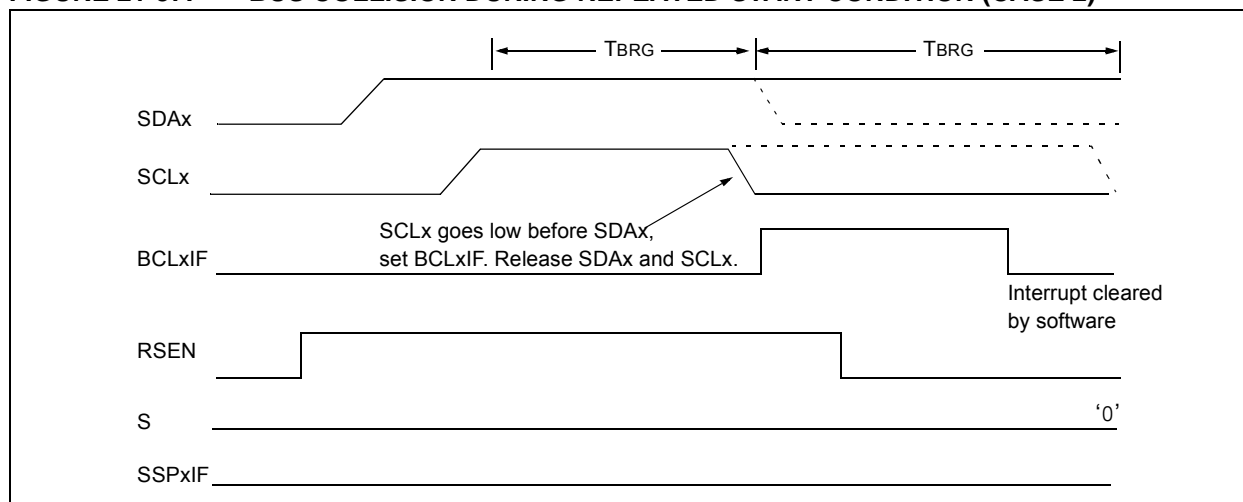 TBRG TBRG
SDAx
SCLx
SCLx goes low before SDAx,
set BCLxIF. Release SDAx and SCLx.
BCLxIF
Interrupt cleared
by software
RSEN
S '0'
SSPxIF